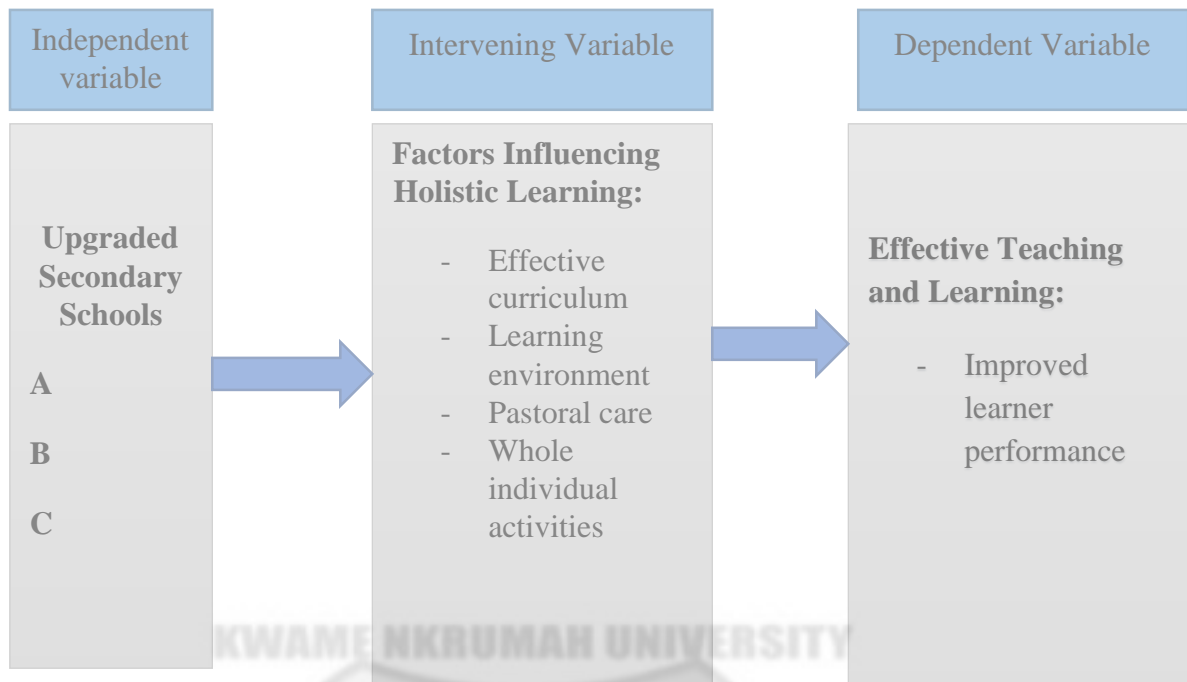 Independent
variable
Upgraded
Secondary
Schools
A
B
C
Intervening Variable
Factors Influencing
Holistic Learning:
- Effective
curriculum
- Learning
environment
- Pastoral care
- Whole
individual
activities
Dependent Variable
Effective Teaching
and Learning:
- Improved
learner
performance
KWAME NKRUMAH UNIVERSITY